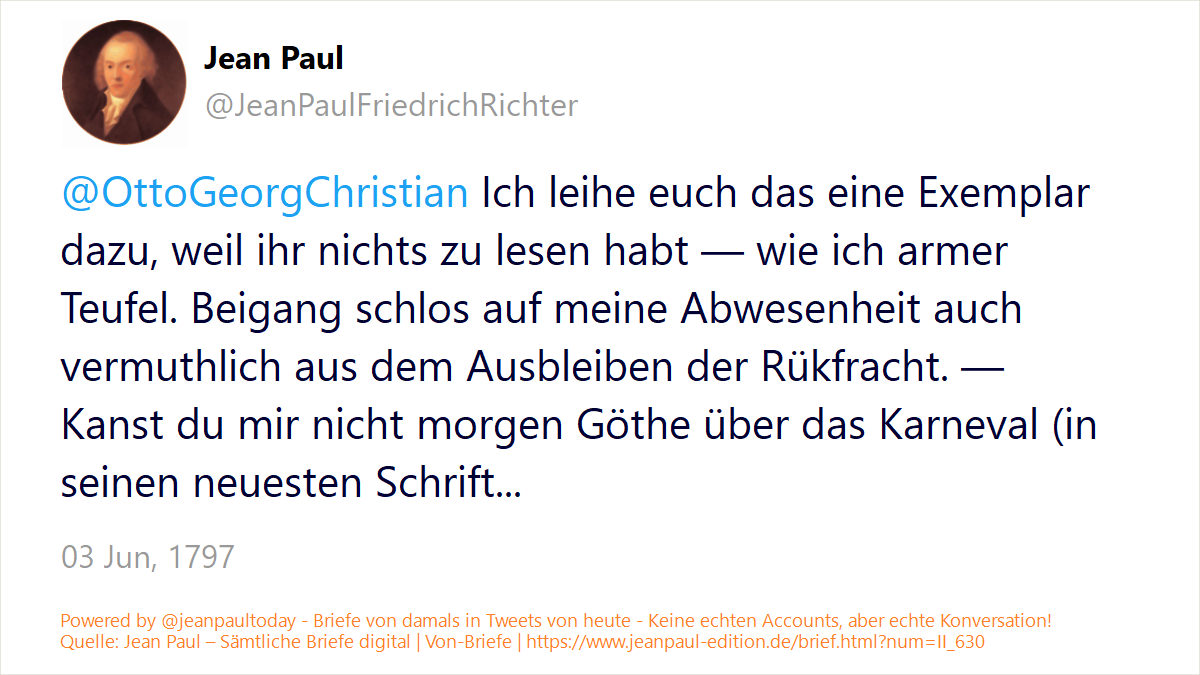 Jean Paul
@JeanPaulFriedrichRichter
@OttoGeorgChristian Ich leihe euch das eine Exemplar
dazu, weil ihr nichts zu lesen habt — wie ich armer
Teufel. Beigang schlos auf meine Abwesenheit auch
vermuthlich aus dem Ausbleiben der Rükfracht. —
Kanst du mir nicht morgen Göthe über das Karneval (in
seinen neuesten Schrift...
03 Jun, 1797
Powered by @jeanpaultoday - Briefe von damals in Tweets von heute - Keine echten Accounts, aber echte Konversation!
Quelle: Jean Paul – Sämtliche Briefe digital | Von-Briefe | https://www.jeanpaul-edition.de/brief.html?num=II_630